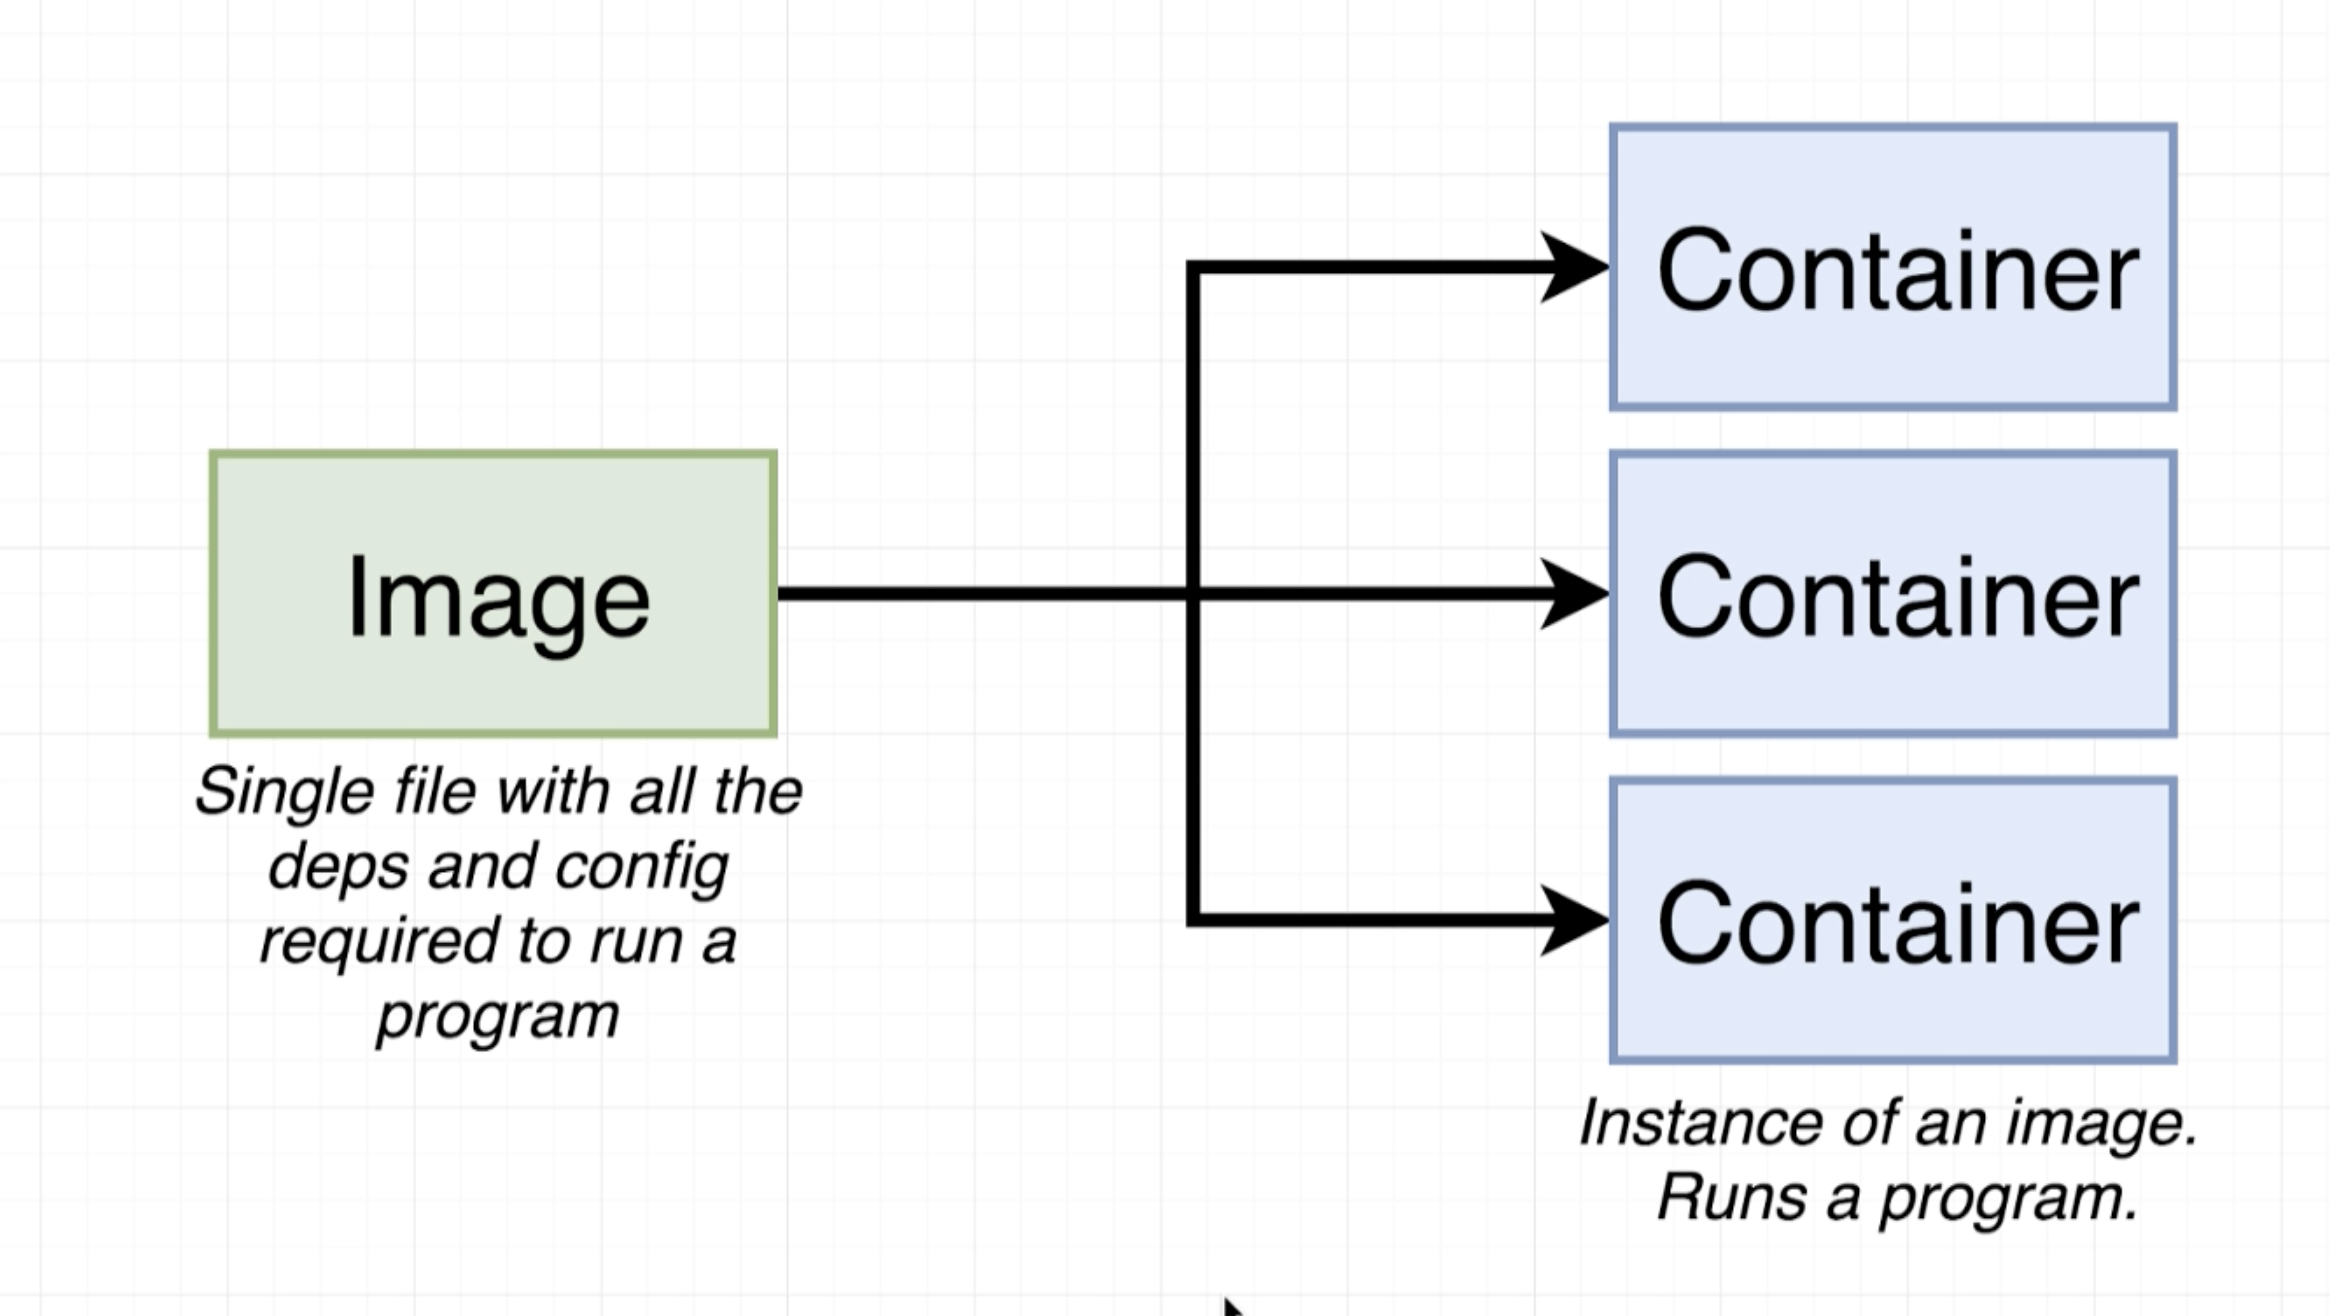 Image
Single file with all the
deps and config
required to run a
program
Container
Container
Container
Instance of an image.
Runs a program.